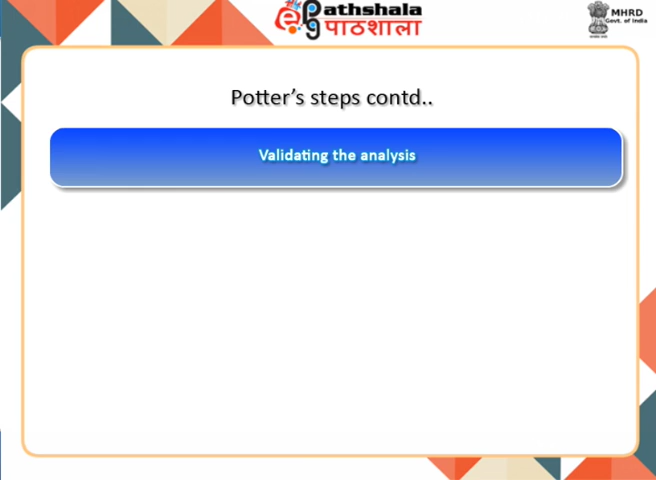 ePathshala
पाठशाला
MHRD
Govt. of India
Potter's steps contd..
Validating the analysis